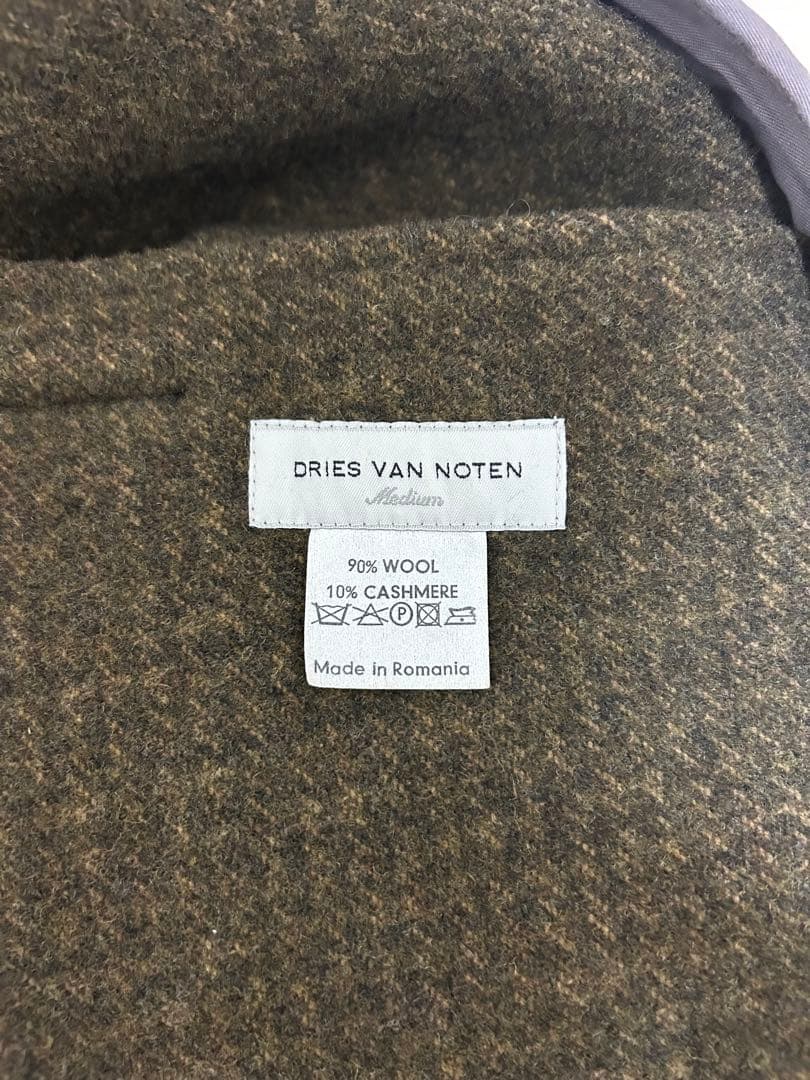 DRIES VAN NOTEN
Medium
90% WOOL
10% CASHMERE
P
Made in Romania